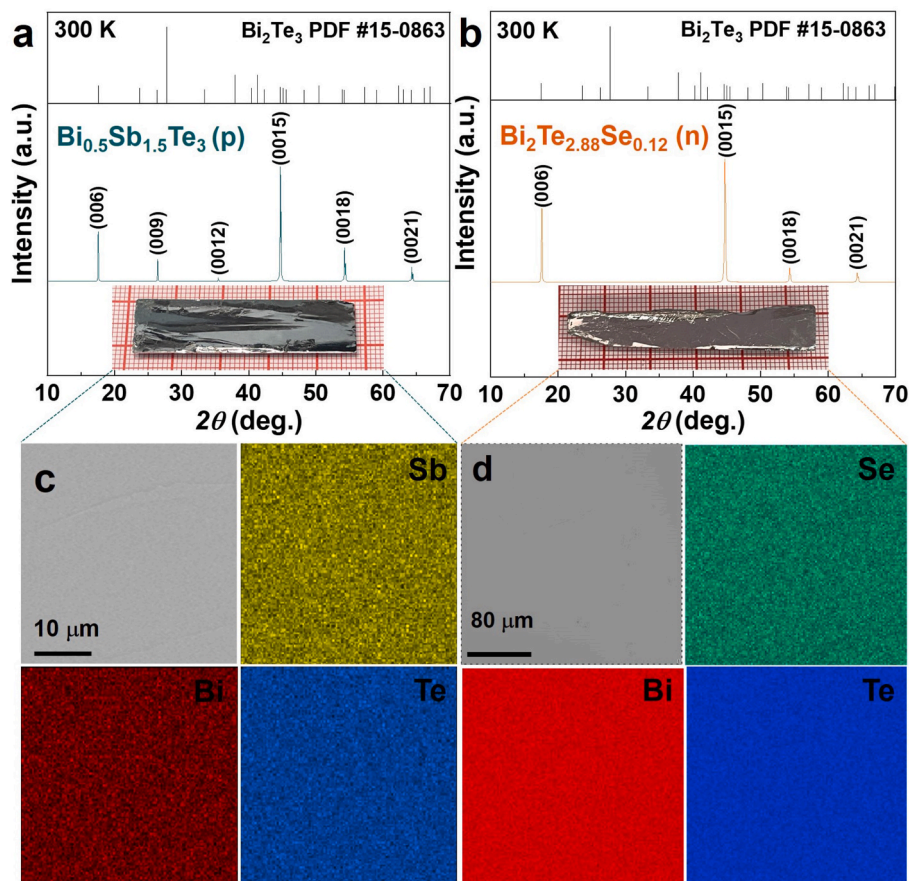 a
300 K
Bi₂Te₃ PDF #15-0863
Bi₀.₅Sb₁.₅Te₃ (p)
(006)
(009)
(0012)
(0015)
(0018)
(0021)
Intensity (a.u.)
10 20 30 40 50 60 70
2θ (deg.)
b
300 K
Bi₂Te₃ PDF #15-0863
Bi₂Te₂.₈₈Se₀.₁₂ (n)
(006)
(0015)
(0018)
(0021)
Intensity (a.u.)
10 20 30 40 50 60 70
2θ (deg.)
c
10 μm
Sb
Bi
Te
d
80 μm
Se
Bi
Te